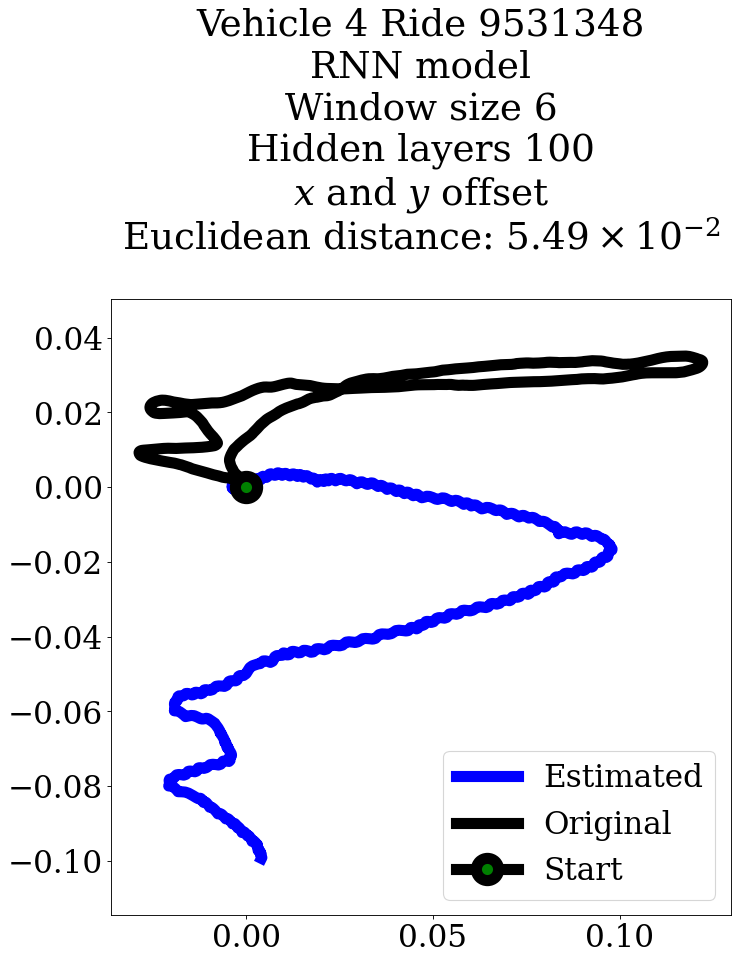 Vehicle 4 Ride 9531348
RNN model
Window size 6
Hidden layers 100
x and y offset
Euclidean distance: 5.49 × 10⁻²
0.04
0.02
0.00
−0.02
−0.04
−0.06
−0.08
−0.10
Estimated
Original
Start
0.00 0.05 0.10